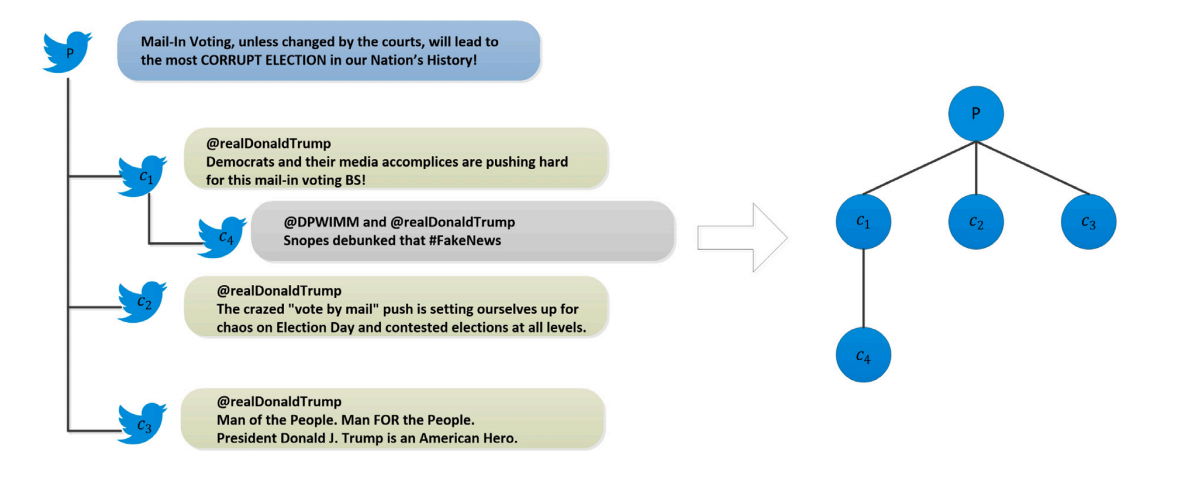 P
Mail-In Voting, unless changed by the courts, will lead to
the most CORRUPT ELECTION in our Nation’s History!
c₁
@realDonaldTrump
Democrats and their media accomplices are pushing hard
for this mail-in voting BS!
c₄
@DPWIMM and @realDonaldTrump
Snopes debunked that #FakeNews
c₂
@realDonaldTrump
The crazed "vote by mail" push is setting ourselves up for
chaos on Election Day and contested elections at all levels.
c₃
@realDonaldTrump
Man of the People. Man FOR the People.
President Donald J. Trump is an American Hero.
P
c₁ c₂ c₃
c₄